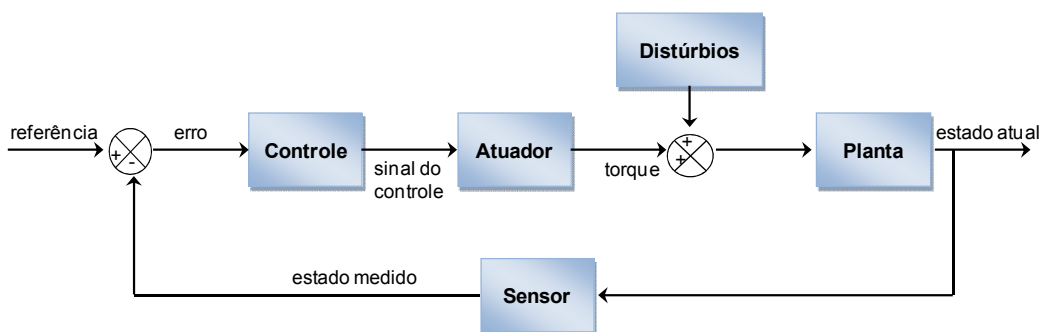 Distúrbios
referência
erro
estado atual
+
-
Controle
Atuador
+
+
Planta
sinal do
controle
torque
estado medido
Sensor